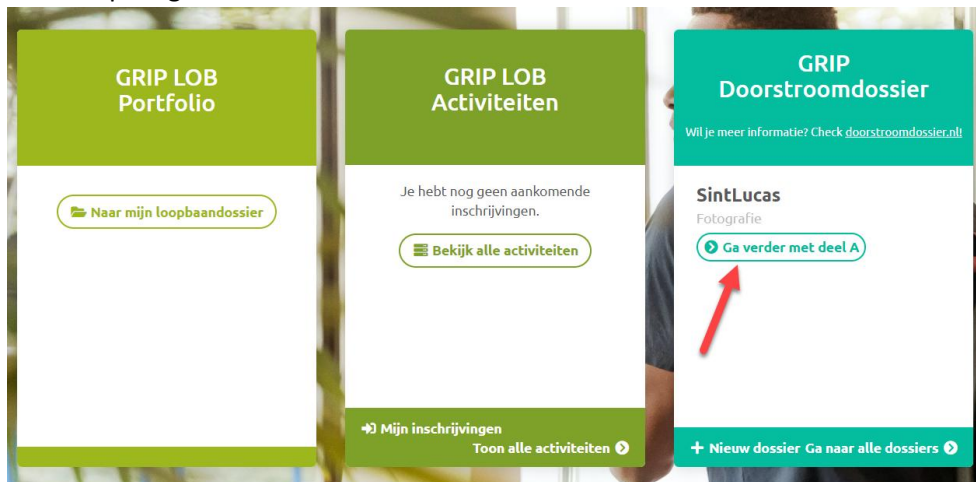 GRIP LOB
Portfolio
Naar mijn loopbaandossier
GRIP LOB
Activiteiten
Je hebt nog geen aankomende
inschrijvingen.
Bekijk alle activiteiten
Mijn inschrijvingen
Toon alle activiteiten
GRIP
Doorstroomdossier
Wil je meer informatie? Check doorstroomdossier.nl!
SintLucas
Fotografie
Ga verder met deel A
Nieuw dossier Ga naar alle dossiers